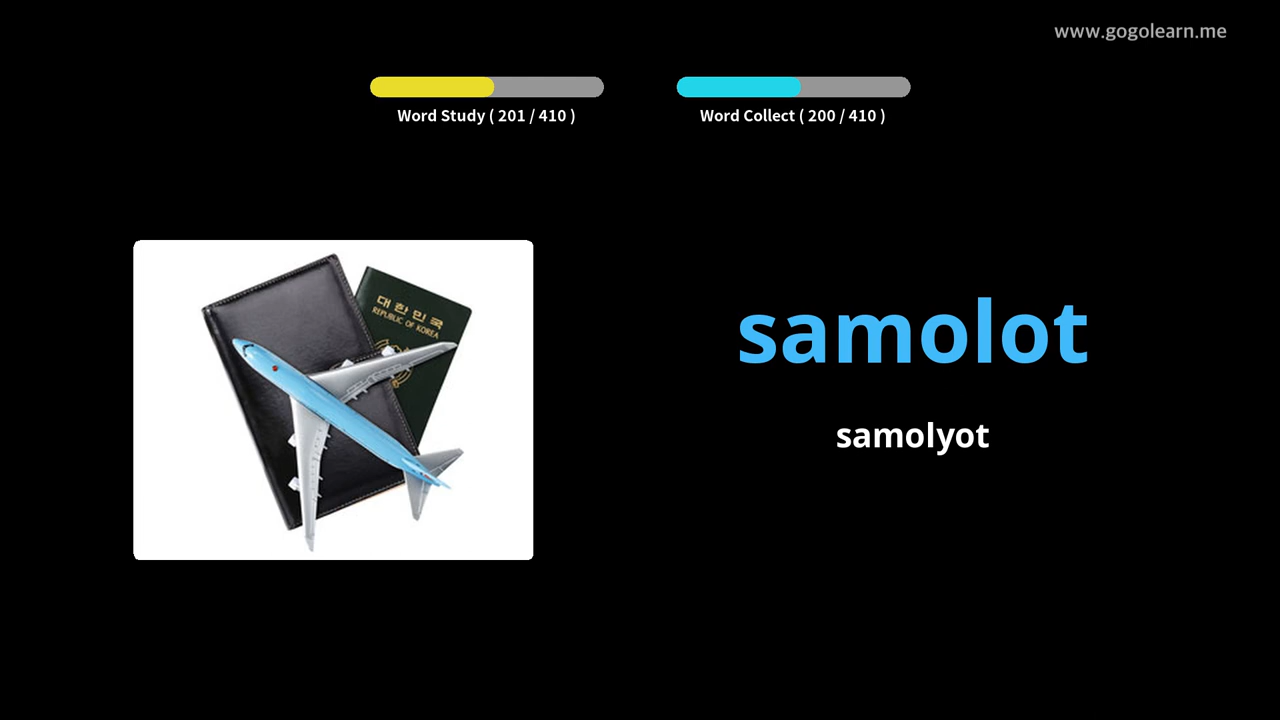 www.gogolearn.me
Word Study ( 201 / 410 )
Word Collect ( 200 / 410 )
대한민국
REPUBLIC OF KOREA
samolot
samolyot